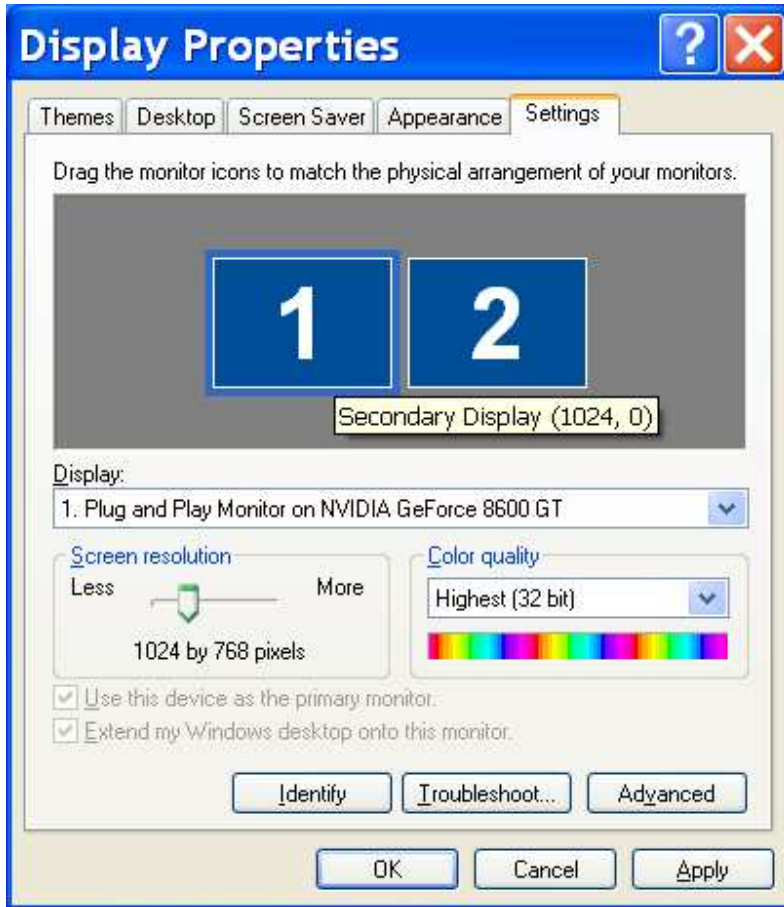 Display Properties
Themes Desktop Screen Saver Appearance Settings
Drag the monitor icons to match the physical arrangement of your monitors.
1 2
Secondary Display (1024, 0)
Display:
1. Plug and Play Monitor on NVIDIA GeForce 8600 GT
Screen resolution
Less More
1024 by 768 pixels
Color quality
Highest (32 bit)
Use this device as the primary monitor.
Extend my Windows desktop onto this monitor.
Identify Troubleshoot... Advanced
OK Cancel Apply